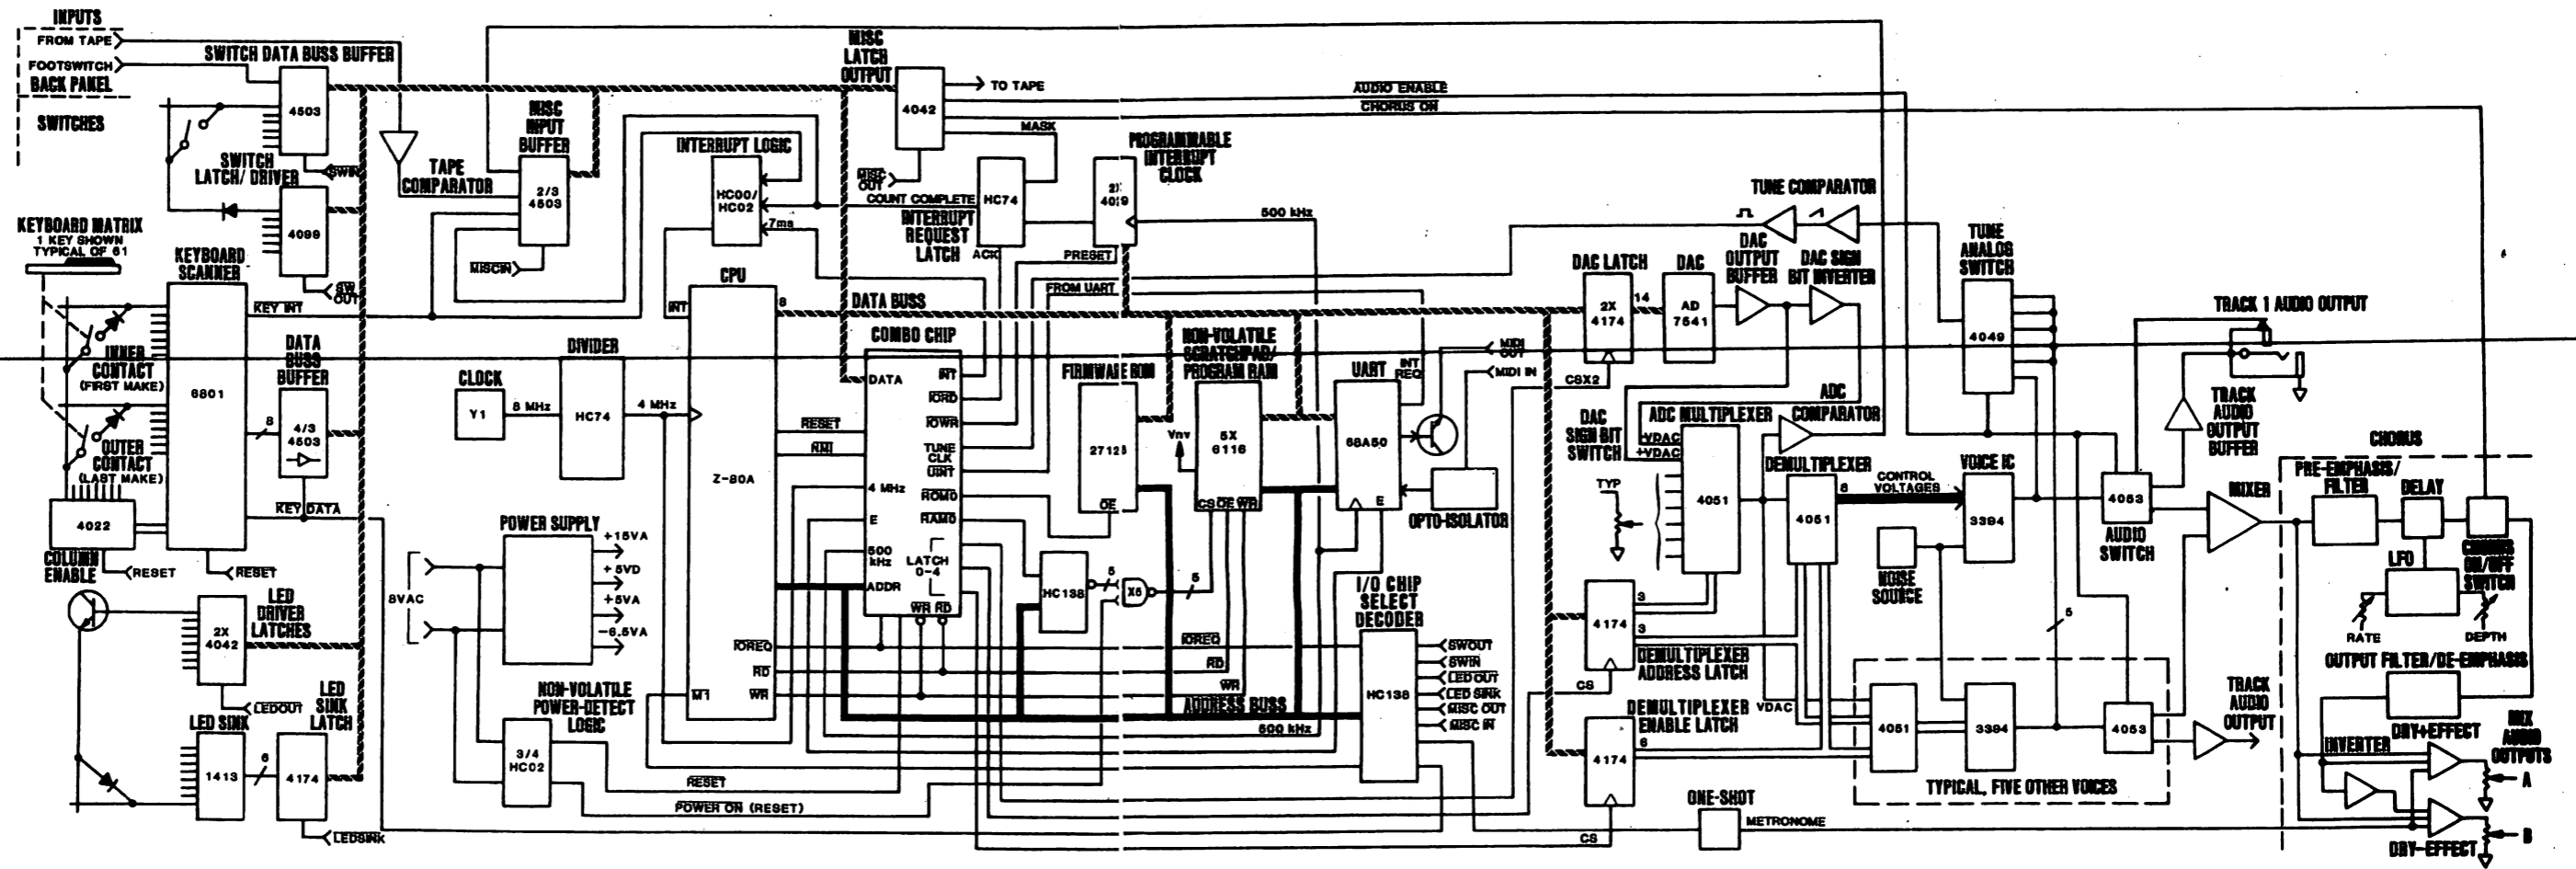 INPUTS
FROM TAPE
FOOTSWITCH
BACK PANEL
SWITCHES
SWITCH DATA BUSS BUFFER
4503
SWIN
SWITCH
LATCH/ DRIVER
4099
SW
OUT
TAPE
COMPARATOR
MISC
INPUT
BUFFER
2/3
4503
MISCIN
MISC
LATCH
OUTPUT
4042
TO TAPE
AUDIO ENABLE
CHORUS ON
MASK
MISC
OUT
INTERRUPT LOGIC
HC00/
HC02
7ms
COUNT COMPLETE
HC74
INTERRUPT
REQUEST
LATCH
ACK
PROGRAMMABLE
INTERRUPT
CLOCK
PRESET
500 kHz
FROM UART
KEYBOARD MATRIX
1 KEY SHOWN
TYPICAL OF 61
KEYBOARD
SCANNER
6801
KEY INT
INNER
CONTACT
(FIRST MAKE)
OUTER
CONTACT
(LAST MAKE)
DATA
BUSS
BUFFER
8
4/3
4503
KEY DATA
4022
COLUMN
ENABLE
RESET
RESET
CLOCK
Y1
8 MHz
DIVIDER
HC74
4 MHz
CPU
INT
Z-80A
8
DATA BUSS
RESET
NMI
IOREQ
RD
WR
M1
COMBO CHIP
DATA
4 MHz
E
500
kHz
ADDR
INT
IORD
IOWR
TUNE
CLK
UINT
ROM0
RAM0
LATCH
0-4
WR RD
FIRMWARE ROM
OE
NON-VOLATILE
SCRATCHPAD/
PROGRAM RAM
Vnv
5X
6116
CS OE WR
UART
68A50
E
INT
REQ
MIDI
OUT
MIDI IN
OPTO-ISOLATOR
HC138
5
X5
5
IOREQ
RD
WR
ADDRESS BUSS
500 kHz
I/O CHIP
SELECT
DECODER
HC138
SWOUT
SWIN
LED OUT
LED SINK
MISC OUT
MISC IN
POWER SUPPLY
8VAC
+15VA
+5VD
+5VA
-6.5VA
NON-VOLATILE
POWER-DETECT
LOGIC
3/4
HC02
RESET
POWER ON (RESET)
LED
DRIVER
LATCHES
2X
4042
LEDOUT
LED SINK
1413
6
LED
SINK
LATCH
4174
LEDSINK
DAC LATCH
2X
4174
14
CSX2
DAC
AD
7541
DAC
OUTPUT
BUFFER
DAC SIGN
BIT INVERTER
TUNE COMPARATOR
TUNE
ANALOG
SWITCH
4049
DAC
SIGN BIT
SWITCH
-VDAC
+VDAC
TYP
ADC MULTIPLEXER
4051
ADC
COMPARATOR
DEMULTIPLEXER
4051
8
CONTROL
VOLTAGES
VOICE IC
3394
NOISE
SOURCE
4174
3
3
DEMULTIPLEXER
ADDRESS LATCH
CS
DEMULTIPLEXER
ENABLE LATCH
4174
6
CS
VDAC
4051
3394
4053
5
TYPICAL, FIVE OTHER VOICES
ONE-SHOT
METRONOME
4053
AUDIO
SWITCH
TRACK 1 AUDIO OUTPUT
TRACK
AUDIO
OUTPUT
BUFFER
MIXER
TRACK
AUDIO
OUTPUT
CHORUS
PRE-EMPHASIS/
FILTER
DELAY
CHORUS
ON/OFF
SWITCH
LFO
RATE
DEPTH
OUTPUT FILTER/DE-EMPHASIS
DRY+EFFECT
INVERTER
MIX
AUDIO
OUTPUTS
A
B
DRY-EFFECT